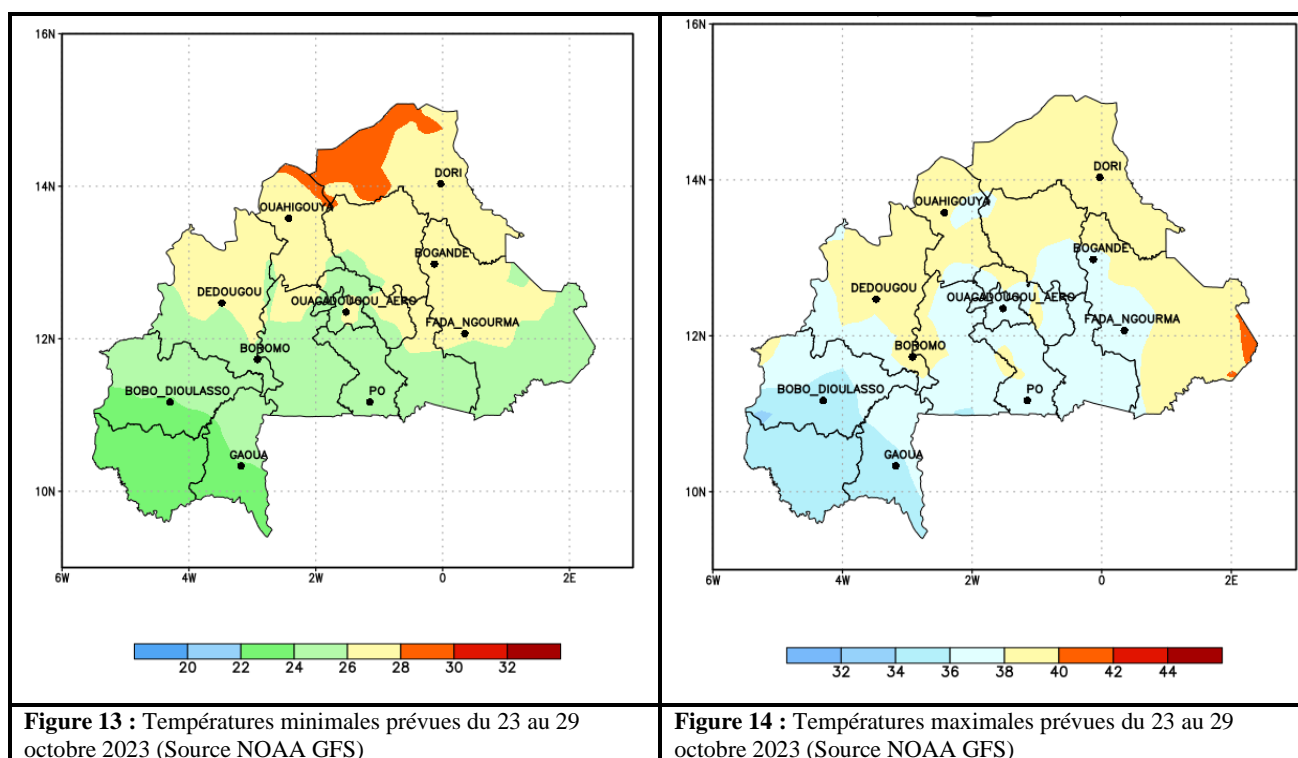 16N
14N
12N
10N
6W
4W
2W
0
2E
DORI
OUAHIGOUYA
BOGANDE
DEDOUGOU
OUAGADOUGOU_AERO
FADA_NGOURMA
BOROMO
BOBO_DIOULASSO
PO
GAOUA
20 22 24 26 28 30 32
Figure 13 : Températures minimales prévues du 23 au 29
octobre 2023 (Source NOAA GFS)
16N
14N
12N
10N
6W
4W
2W
0
2E
DORI
OUAHIGOUYA
BOGANDE
DEDOUGOU
OUAGADOUGOU_AERO
FADA_NGOURMA
BOROMO
BOBO_DIOULASSO
PO
GAOUA
32 34 36 38 40 42 44
Figure 14 : Températures maximales prévues du 23 au 29
octobre 2023 (Source NOAA GFS)